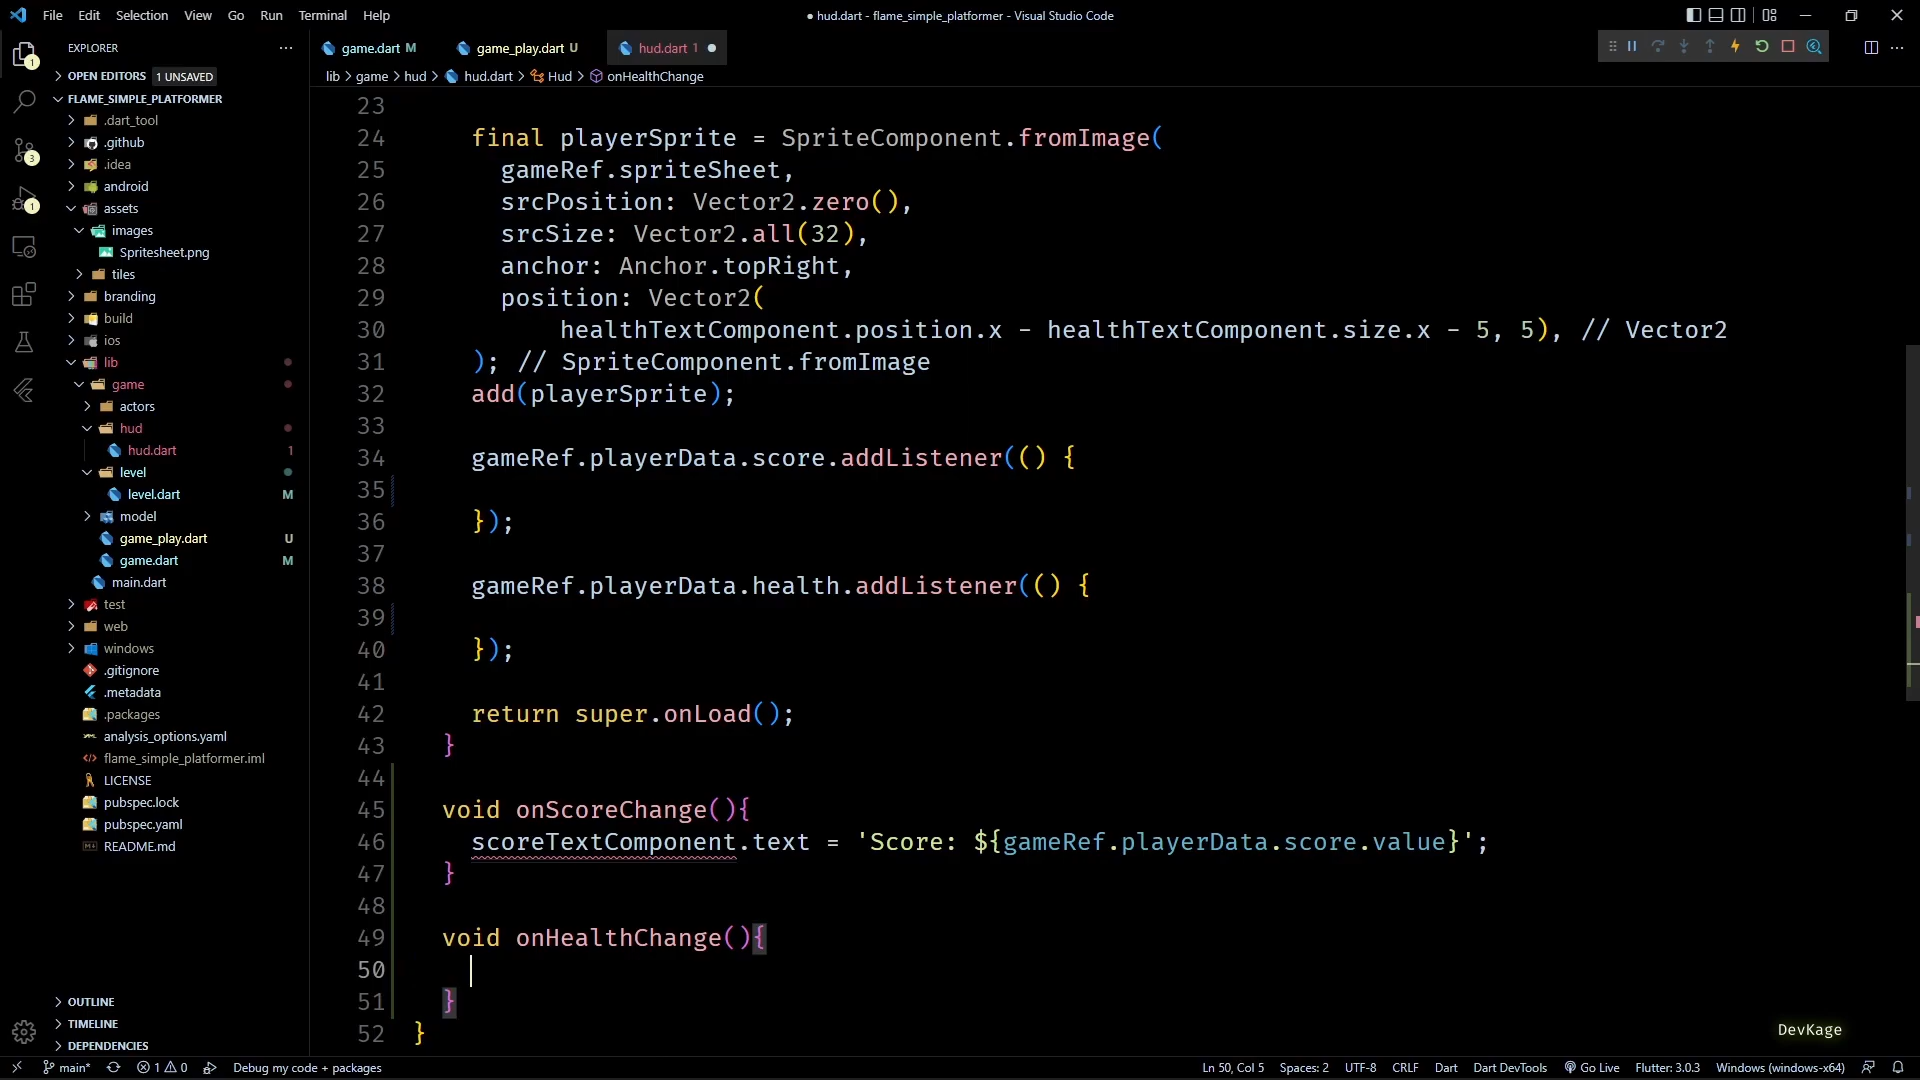 File Edit Selection View Go Run Terminal Help
● hud.dart - flame_simple_platformer - Visual Studio Code
EXPLORER
game.dart M
game_play.dart U
hud.dart 1
OPEN EDITORS 1 UNSAVED
lib > game > hud > hud.dart > Hud > onHealthChange
FLAME_SIMPLE_PLATFORMER
.dart_tool
.github
.idea
android
assets
images
Spritesheet.png
tiles
branding
build
ios
lib
game
actors
hud
hud.dart 1
level
level.dart M
model
game_play.dart U
game.dart M
main.dart
test
web
windows
.gitignore
.metadata
.packages
analysis_options.yaml
flame_simple_platformer.iml
LICENSE
pubspec.lock
pubspec.yaml
README.md
OUTLINE
TIMELINE
DEPENDENCIES
1
3
1
23
24 final playerSprite = SpriteComponent.fromImage(
25 gameRef.spriteSheet,
26 srcPosition: Vector2.zero(),
27 srcSize: Vector2.all(32),
28 anchor: Anchor.topRight,
29 position: Vector2(
30 healthTextComponent.position.x - healthTextComponent.size.x - 5, 5), // Vector2
31 ); // SpriteComponent.fromImage
32 add(playerSprite);
33
34 gameRef.playerData.score.addListener(() {
35
36 });
37
38 gameRef.playerData.health.addListener(() {
39
40 });
41
42 return super.onLoad();
43 }
44
45 void onScoreChange(){
46 scoreTextComponent.text = 'Score: ${gameRef.playerData.score.value}';
47 }
48
49 void onHealthChange(){
50
51 }
52 }
DevKage
main* 1 0 Debug my code + packages
Ln 50, Col 5 Spaces: 2 UTF-8 CRLF Dart Dart DevTools Go Live Flutter: 3.0.3 Windows (windows-x64)